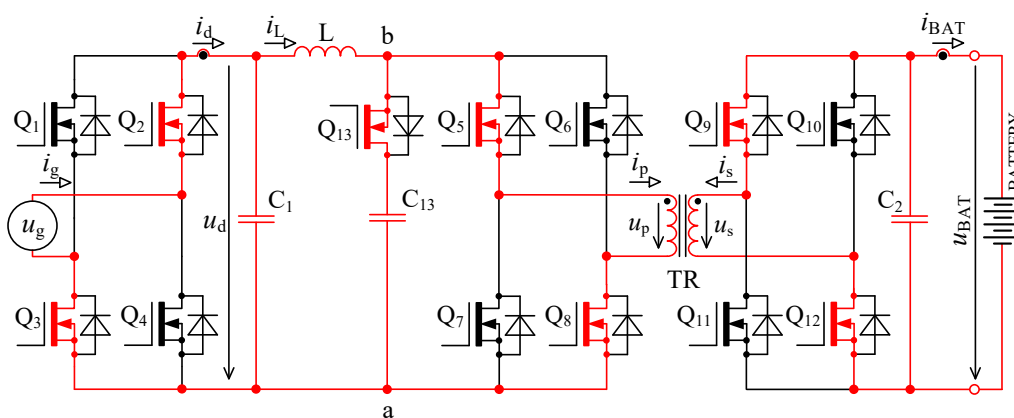 i_d
i_L
L
b
i_BAT
Q_1
Q_2
Q_13
Q_5
Q_6
Q_9
Q_10
i_g
i_p
i_s
u_g
u_d
C_1
C_13
u_p
u_s
C_2
u_BAT
BATTERY
TR
Q_3
Q_4
Q_7
Q_8
Q_11
Q_12
a